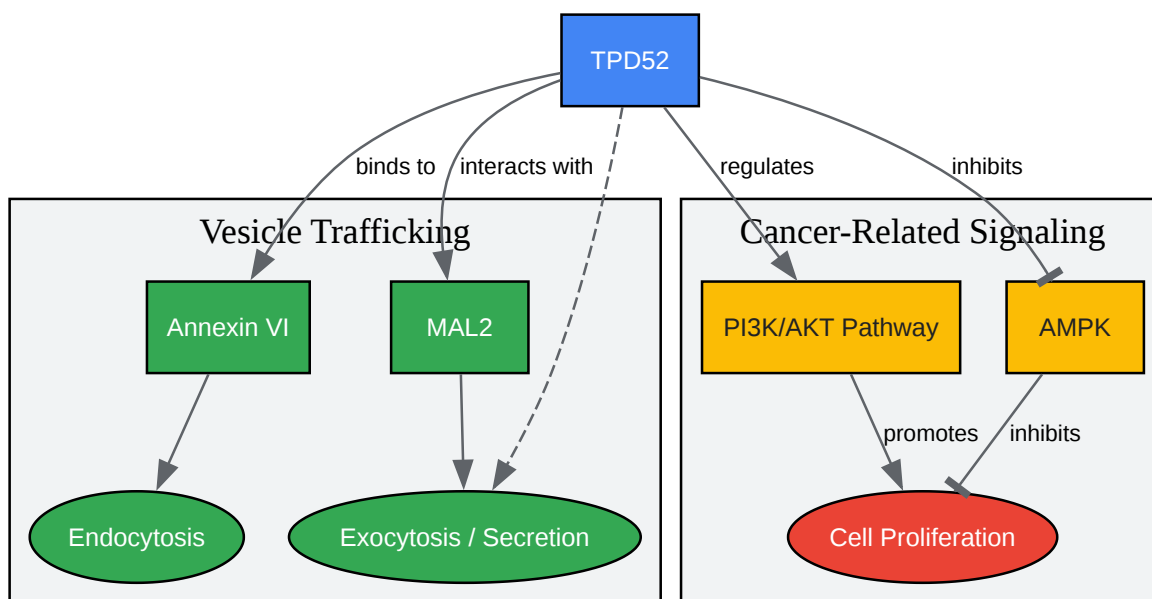 TPD52
binds to
interacts with
regulates
inhibits
Vesicle Trafficking
Cancer-Related Signaling
Annexin VI
MAL2
PI3K/AKT Pathway
AMPK
promotes
inhibits
Endocytosis
Exocytosis / Secretion
Cell Proliferation